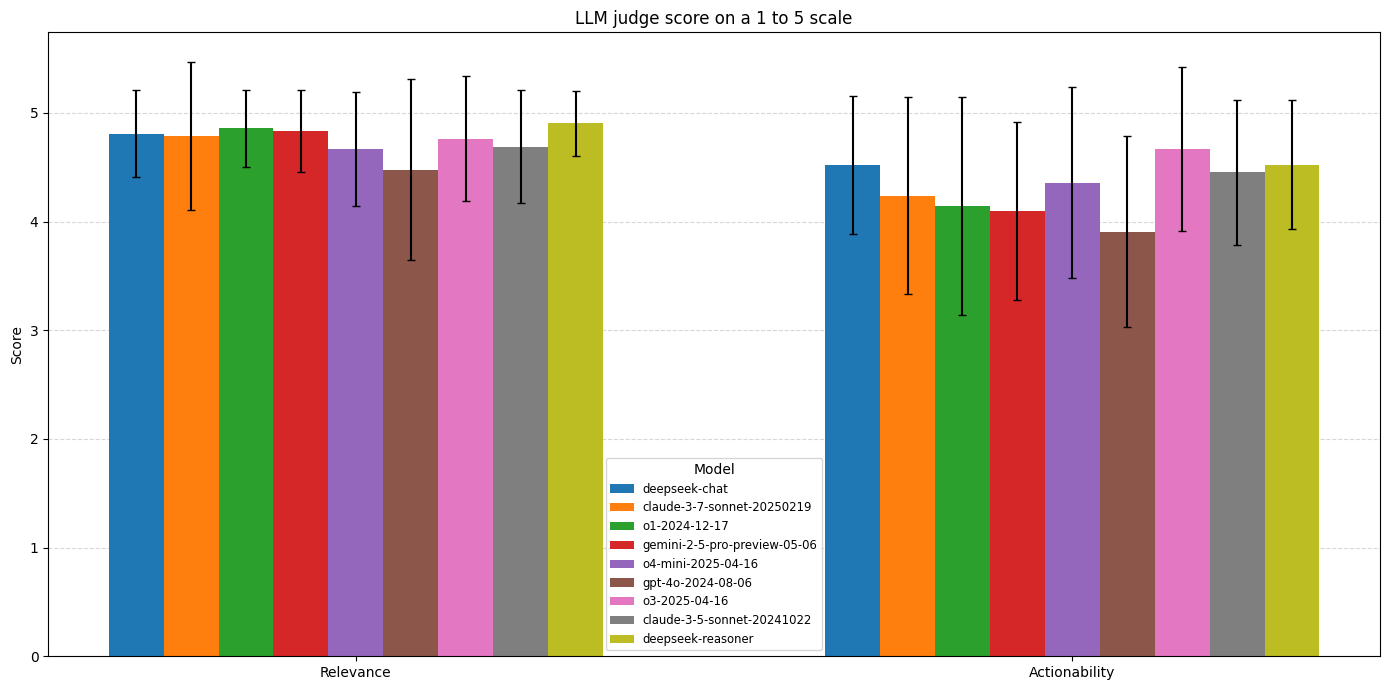 LLM judge score on a 1 to 5 scale
Score
5
4
3
2
1
0
Relevance
Actionability
Model
deepseek-chat
claude-3-7-sonnet-20250219
o1-2024-12-17
gemini-2-5-pro-preview-05-06
o4-mini-2025-04-16
gpt-4o-2024-08-06
o3-2025-04-16
claude-3-5-sonnet-20241022
deepseek-reasoner